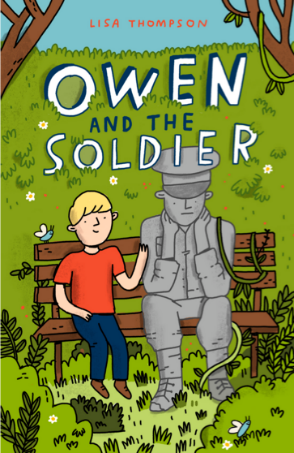 LISA THOMPSON
OWEN
AND THE
SOLDIER